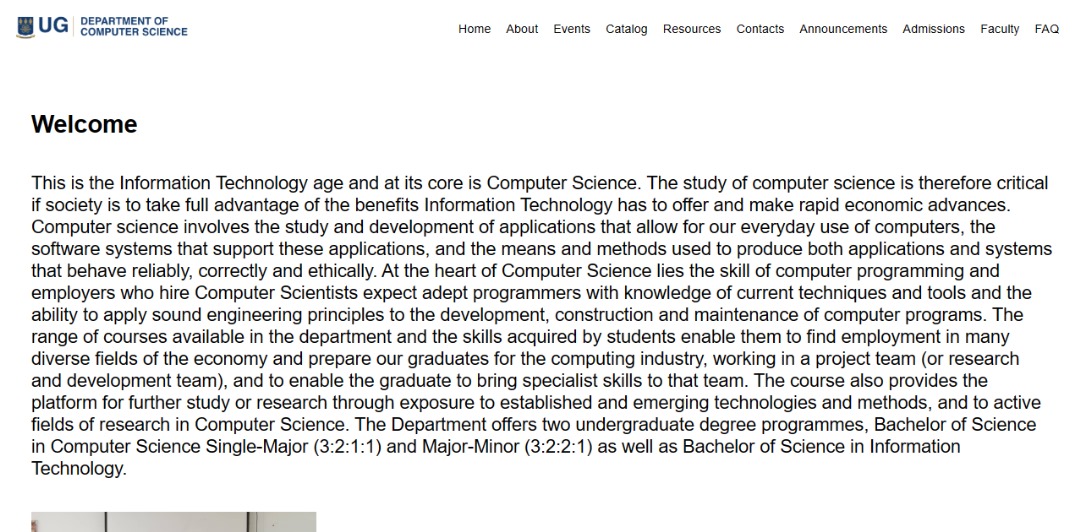 UG DEPARTMENT OF
COMPUTER SCIENCE
Home About Events Catalog Resources Contacts Announcements Admissions Faculty FAQ
Welcome
This is the Information Technology age and at its core is Computer Science. The study of computer science is therefore critical
if society is to take full advantage of the benefits Information Technology has to offer and make rapid economic advances.
Computer science involves the study and development of applications that allow for our everyday use of computers, the
software systems that support these applications, and the means and methods used to produce both applications and systems
that behave reliably, correctly and ethically. At the heart of Computer Science lies the skill of computer programming and
employers who hire Computer Scientists expect adept programmers with knowledge of current techniques and tools and the
ability to apply sound engineering principles to the development, construction and maintenance of computer programs. The
range of courses available in the department and the skills acquired by students enable them to find employment in many
diverse fields of the economy and prepare our graduates for the computing industry, working in a project team (or research
and development team), and to enable the graduate to bring specialist skills to that team. The course also provides the
platform for further study or research through exposure to established and emerging technologies and methods, and to active
fields of research in Computer Science. The Department offers two undergraduate degree programmes, Bachelor of Science
in Computer Science Single-Major (3:2:1:1) and Major-Minor (3:2:2:1) as well as Bachelor of Science in Information
Technology.